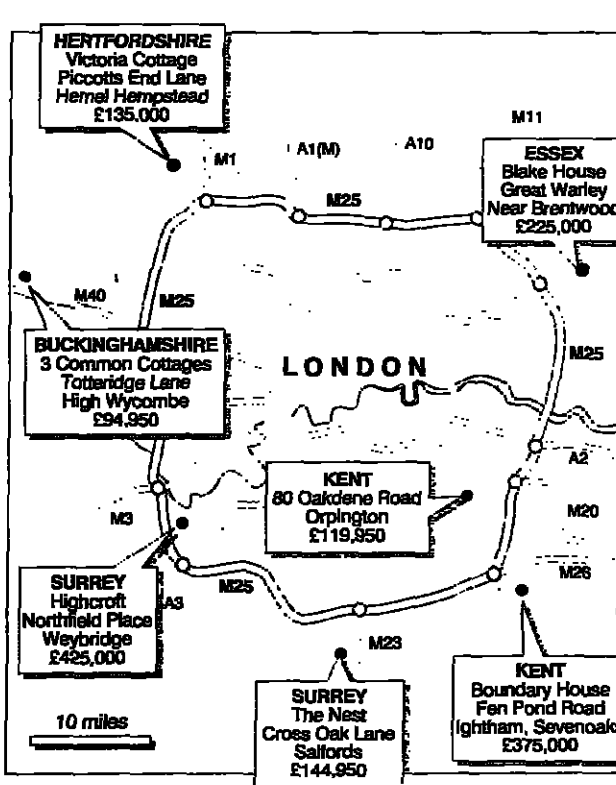 HERTFORDSHIRE
Victoria Cottage
Piccotts End Lane
Hemel Hempstead
£135.000
M1
A1(M)
A10
M11
ESSEX
Blake House
Great Warley
Near Brentwood
£225,000
M25
M40
M25
BUCKINGHAMSHIRE
3 Common Cottages
Totteridge Lane
High Wycombe
£94,950
LONDON
M25
A2
KENT
80 Oakdene Road
Orpington
£119,950
M20
M3
M26
SURREY
Highcroft
Northfield Place
Weybridge
£425,000
A3
M25
M23
SURREY
The Nest
Cross Oak Lane
Salfords
£144,950
KENT
Boundary House
Fen Pond Road
Ightham, Sevenoaks
£375,000
10 miles